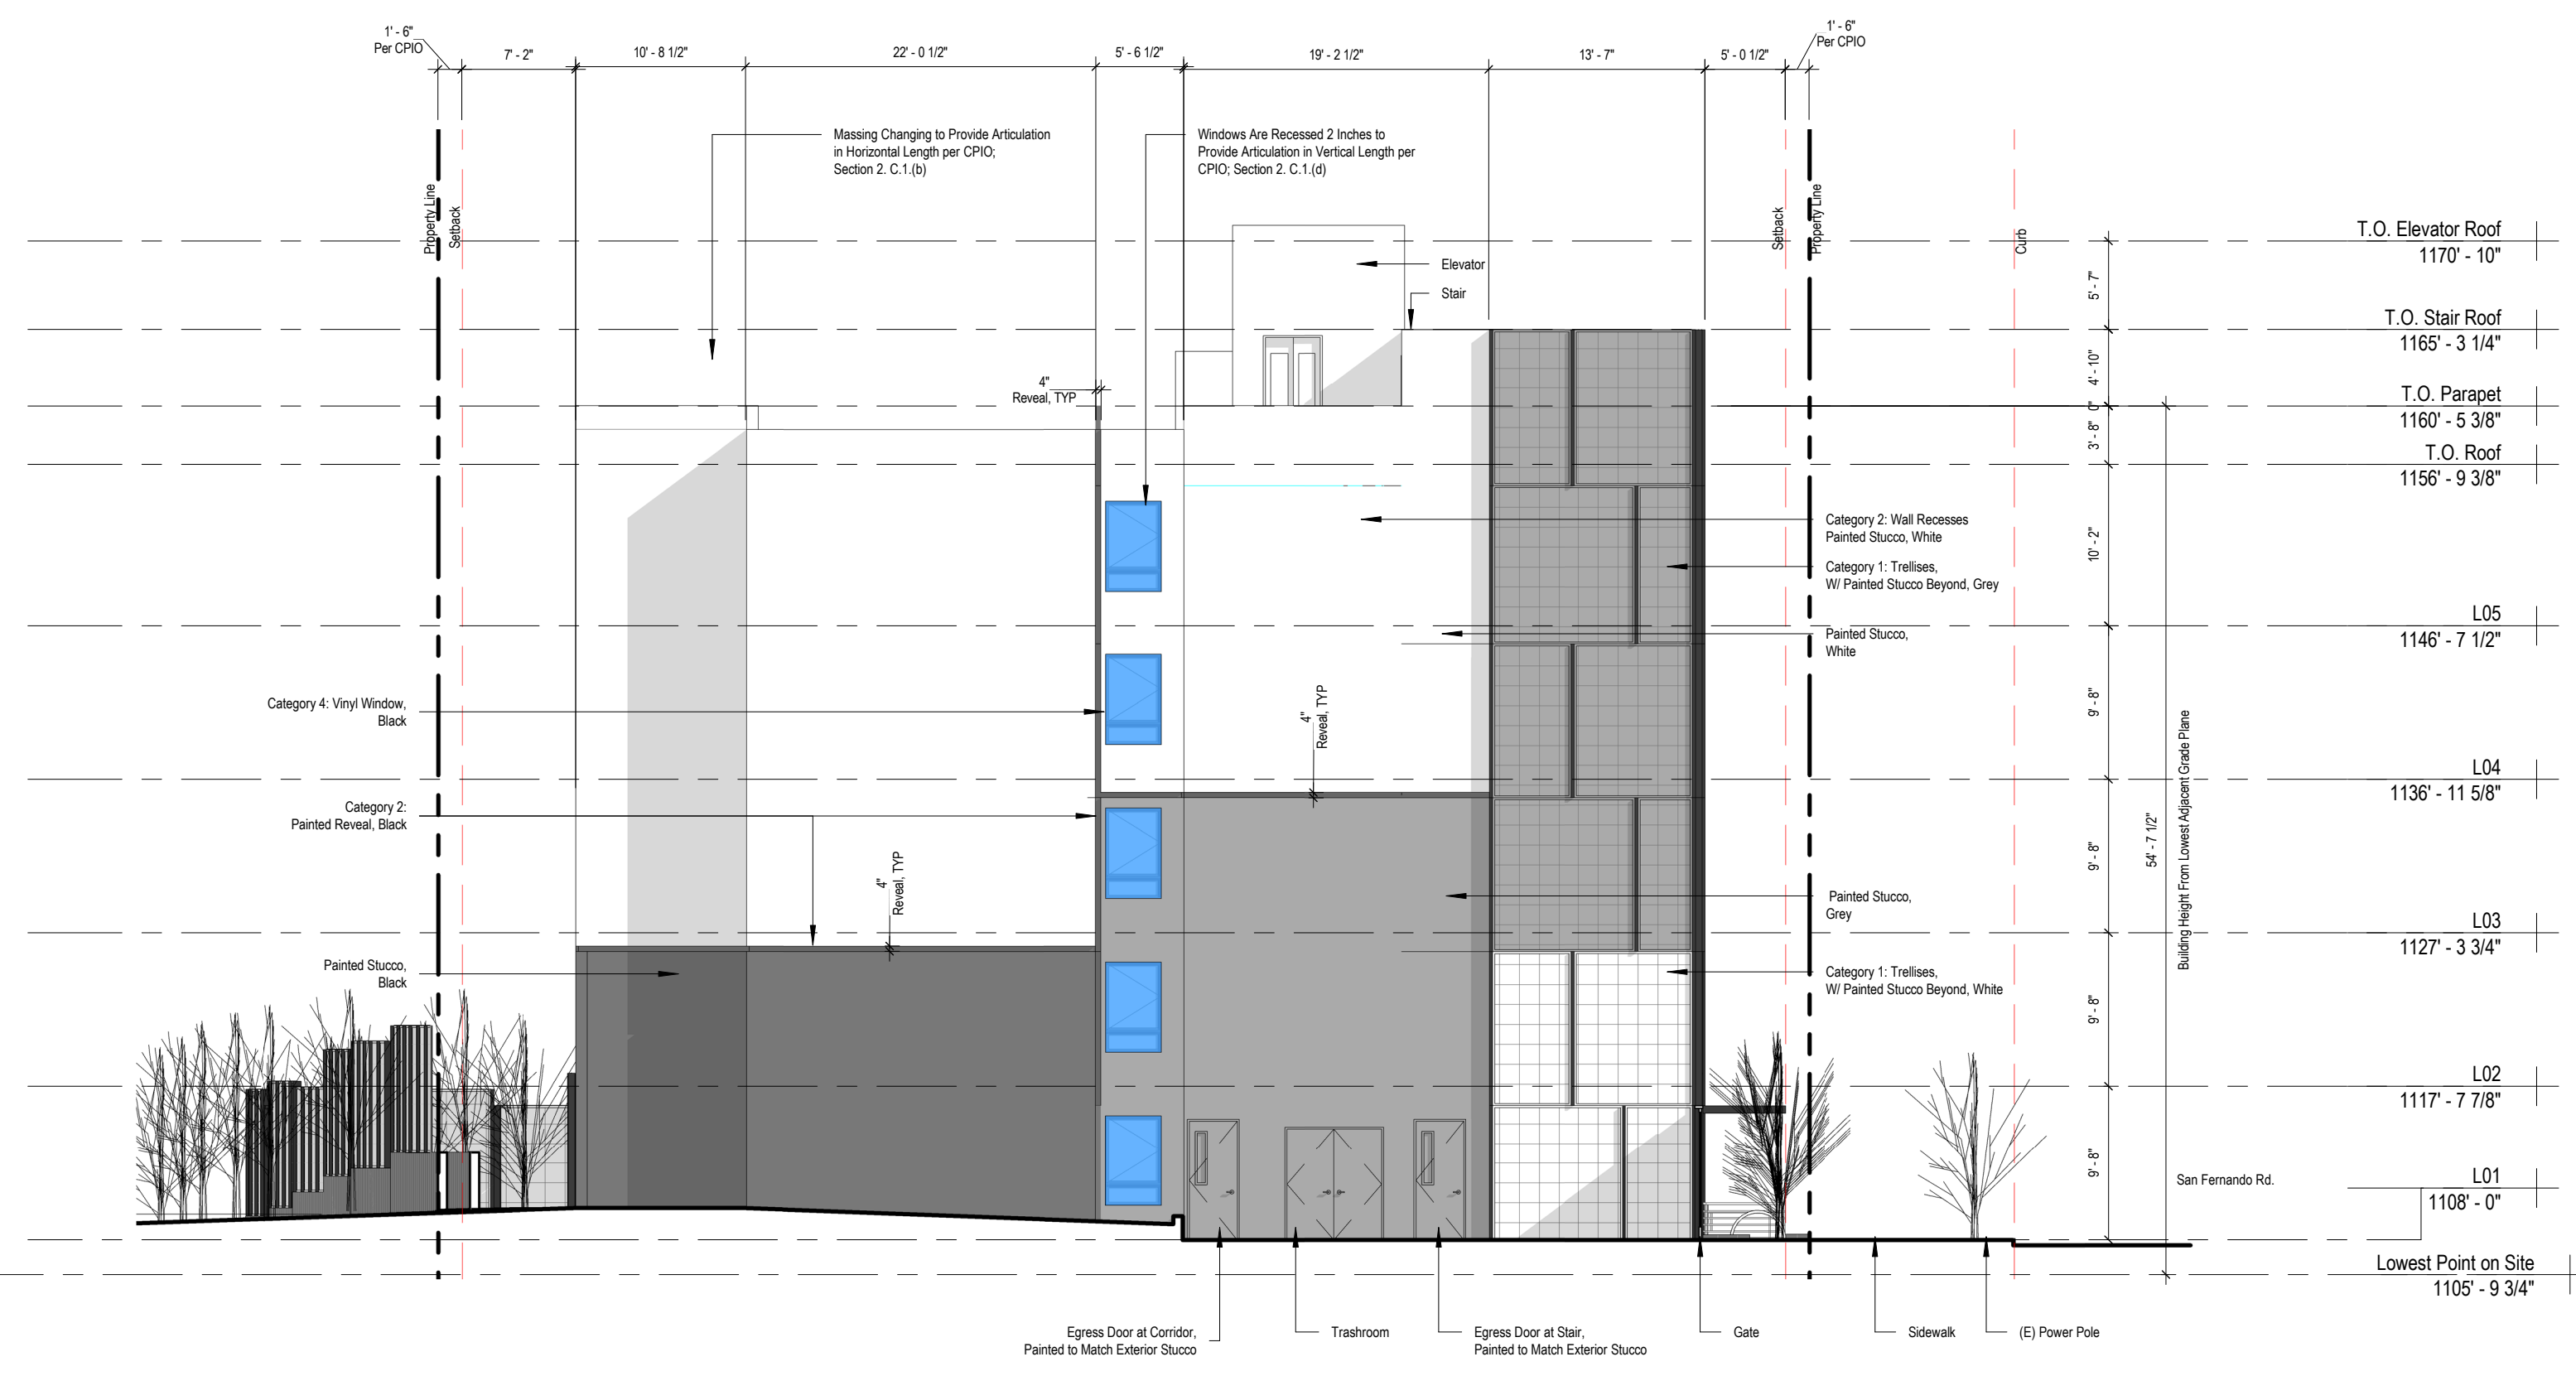 1' - 6"
Per CPIO
7' - 2"
10' - 8 1/2"
22' - 0 1/2"
5' - 6 1/2"
19' - 2 1/2"
13' - 7"
5' - 0 1/2"
1' - 6"
Per CPIO
Massing Changing to Provide Articulation
in Horizontal Length per CPIO;
Section 2. C.1.(b)
Windows Are Recessed 2 Inches to
Provide Articulation in Vertical Length per
CPIO; Section 2. C.1.(d)
Property Line
Setback
Setback
Property Line
Curb
Elevator
Stair
4"
Reveal, TYP
T.O. Elevator Roof
1170' - 10"
5' - 7"
T.O. Stair Roof
1165' - 3 1/4"
4' - 10"
T.O. Parapet
1160' - 5 3/8"
0"
3' - 8"
T.O. Roof
1156' - 9 3/8"
10' - 2"
Category 2: Wall Recesses
Painted Stucco, White
Category 1: Trellises,
W/ Painted Stucco Beyond, Grey
L05
1146' - 7 1/2"
Painted Stucco,
White
Category 4: Vinyl Window,
Black
4"
Reveal, TYP
9' - 8"
L04
1136' - 11 5/8"
Category 2:
Painted Reveal, Black
4"
Reveal, TYP
9' - 8"
54' - 7 1/2"
Building Height From Lowest Adjacent Grade Plane
Painted Stucco,
Grey
L03
1127' - 3 3/4"
Painted Stucco,
Black
Category 1: Trellises,
W/ Painted Stucco Beyond, White
9' - 8"
L02
1117' - 7 7/8"
9' - 8"
San Fernando Rd.
L01
1108' - 0"
Lowest Point on Site
1105' - 9 3/4"
Egress Door at Corridor,
Painted to Match Exterior Stucco
Trashroom
Egress Door at Stair,
Painted to Match Exterior Stucco
Gate
Sidewalk
(E) Power Pole